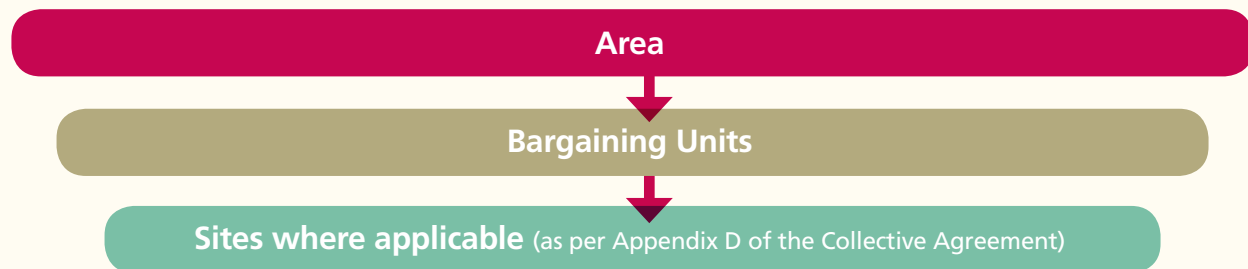 Area
Bargaining Units
Sites where applicable (as per Appendix D of the Collective Agreement)